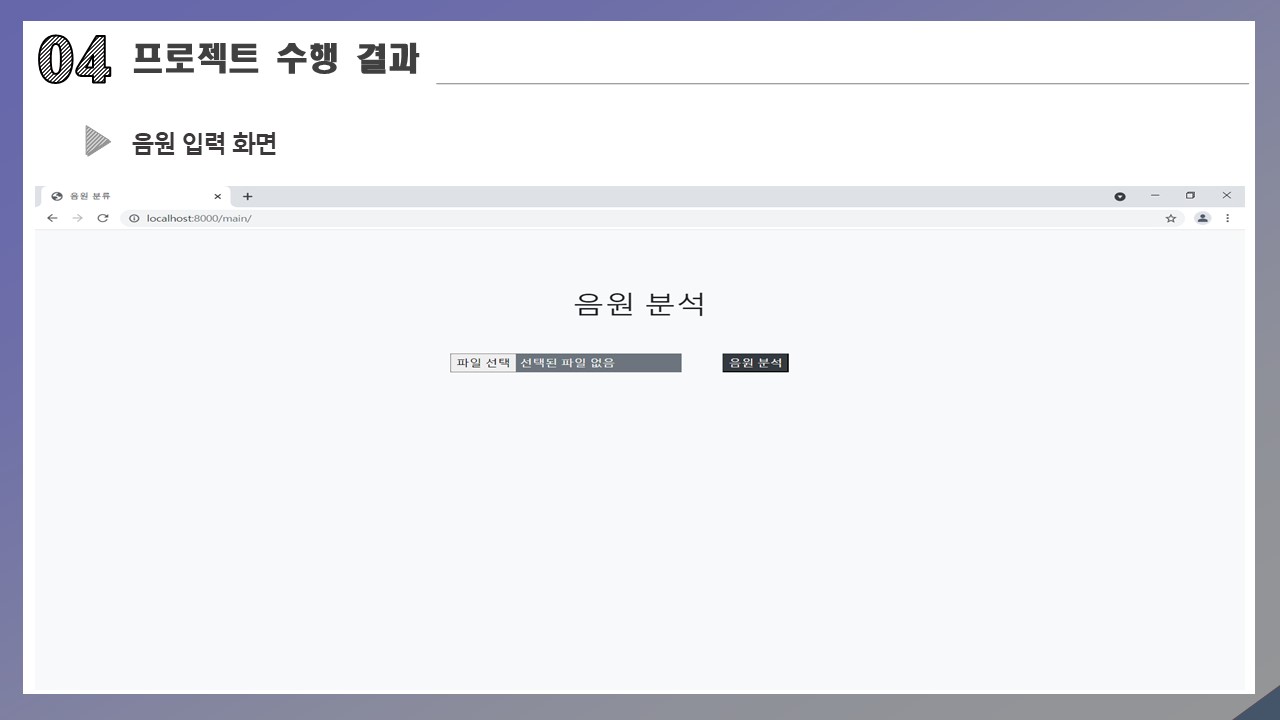 04 프로젝트 수행 결과
음원 입력 화면
음원 분류
localhost:8000/main/
음원 분석
파일 선택 선택된 파일 없음 음원 분석